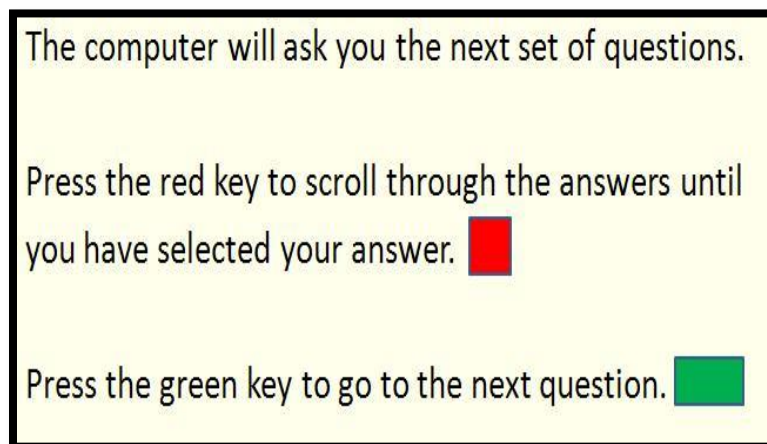 The computer will ask you the next set of questions.
Press the red key to scroll through the answers until
you have selected your answer.
Press the green key to go to the next question.